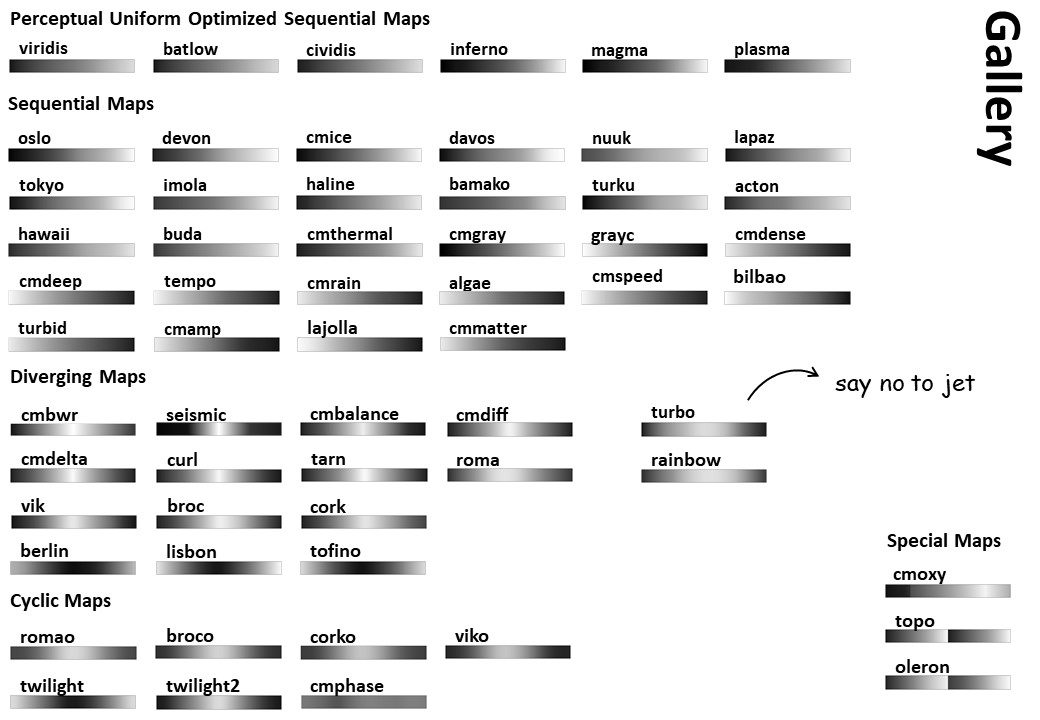 Gallery
Perceptual Uniform Optimized Sequential Maps
viridis batlow cividis inferno magma plasma
Sequential Maps
oslo devon cmice davos nuuk lapaz
tokyo imola haline bamako turku acton
hawaii buda cmthermal cmgray grayc cmdense
cmdeep tempo cmrain algae cmspeed bilbao
turbid cmamp lajolla cmmatter
Diverging Maps
say no to jet
cmbwr seismic cmbalance cmdiff turbo
cmdelta curl tarn roma rainbow
vik broc cork
berlin lisbon tofino
Cyclic Maps
romao broco corko viko
twilight twilight2 cmphase
Special Maps
cmoxy
topo
oleron